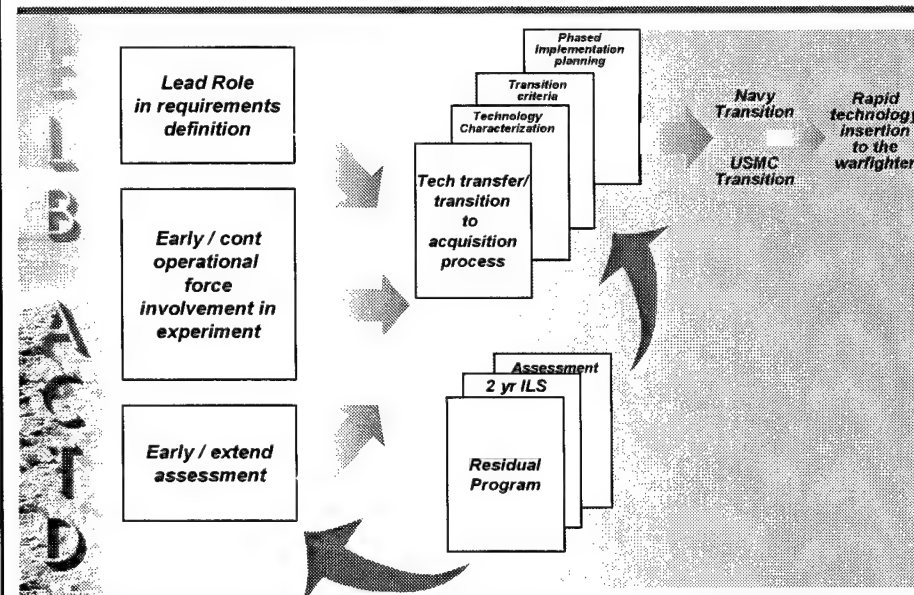 ELB ACTD
Lead Role
in requirements
definition
Early / cont
operational
force
involvement in
experiment
Early / extend
assessment
Phased
Implementation
planning
Transition
criteria
Technology
Characterization
Tech transfer/
transition
to
acquisition
process
Assessment
2 yr ILS
Residual
Program
Navy
Transition
USMC
Transition
Rapid
technology
insertion
to the
warfighter